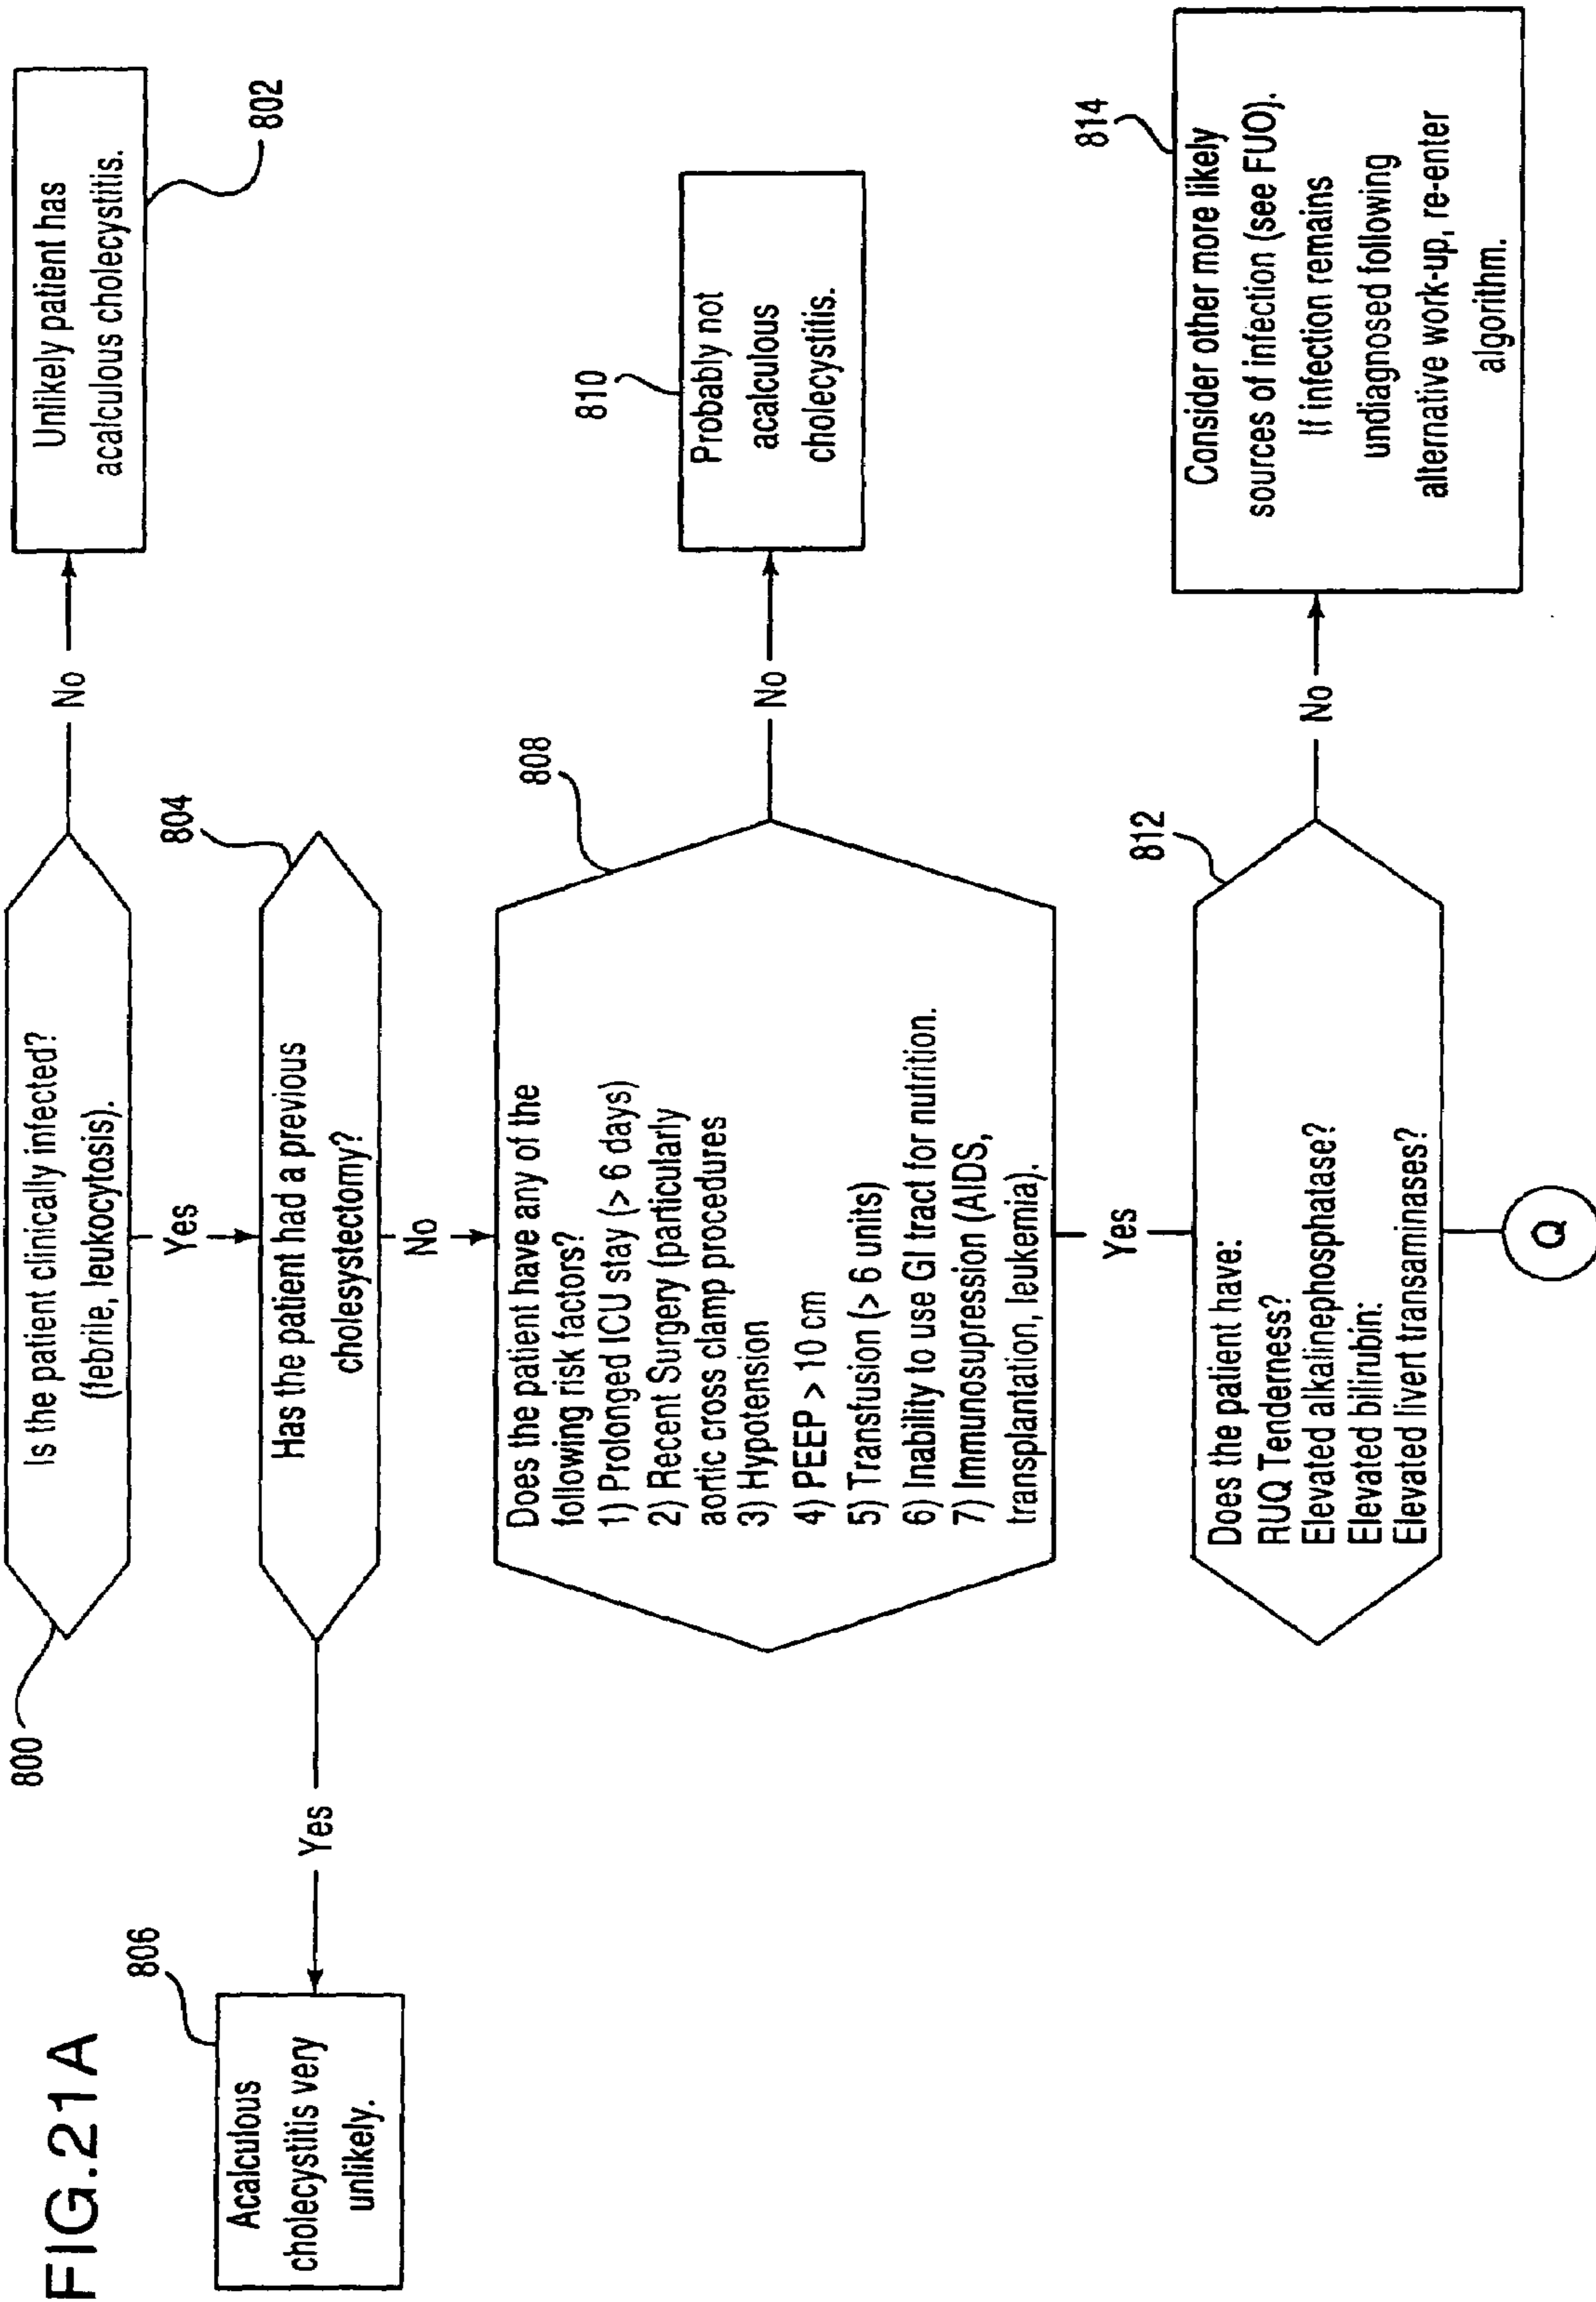 FIG.21A
800
Is the patient clinically infected?
(febrile, leukocytosis).
No
Unlikely patient has
acalculous cholecystitis.
802
Yes
804
Has the patient had a previous
cholesystectomy?
Yes
806
Acalculous
cholecystitis very
unlikely.
No
808
Does the patient have any of the
following risk factors?
1) Prolonged ICU stay (> 6 days)
2) Recent Surgery (particularly
aortic cross clamp procedures
3) Hypotension
4) PEEP > 10 cm
5) Transfusion (> 6 units)
6) Inability to use GI tract for nutrition.
7) Immunosupression (AIDS,
transplantation, leukemia).
No
810
Probably not
acalculous
cholecystitis.
Yes
812
Does the patient have:
RUQ Tenderness?
Elevated alkalinephosphatase?
Elevated bilirubin:
Elevated livert transaminases?
No
814
Consider other more likely
sources of infection (see FUO).
If infection remains
undiagnosed following
alternative work-up, re-enter
algorithm.
Q